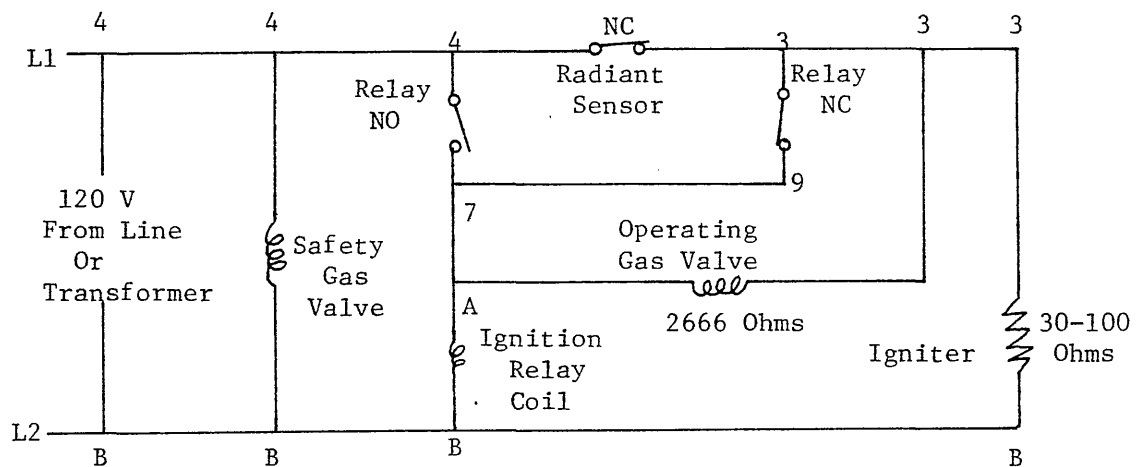 4
4
4
NC
3
3
3
L1
Radiant
Sensor
Relay
NO
Relay
NC
120 V
From Line
Or
Transformer
Safety
Gas
Valve
7
9
Operating
Gas Valve
A
2666 Ohms
Ignition
Relay
Coil
Igniter
30-100
Ohms
L2
B
B
B
B